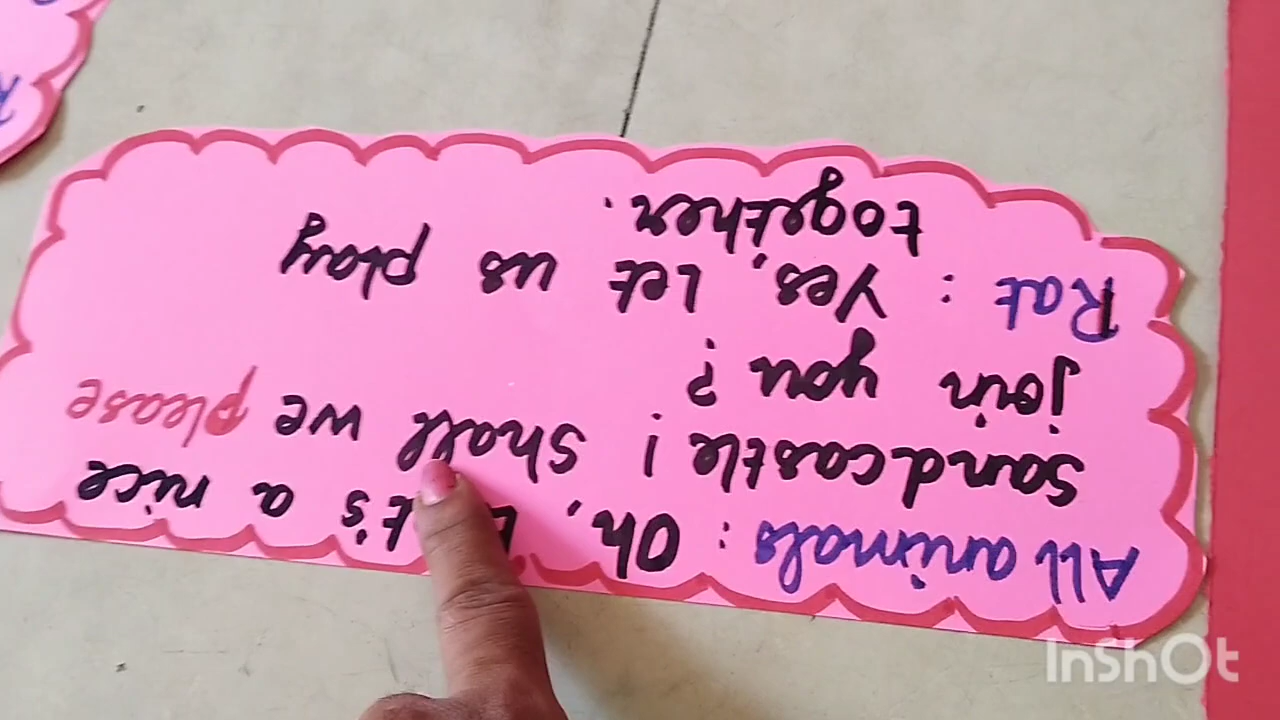 All animals : Oh, a nice
sandcastle ! Shall we please
join you ?
Rat : Yes, Let us play
together.
InShOt